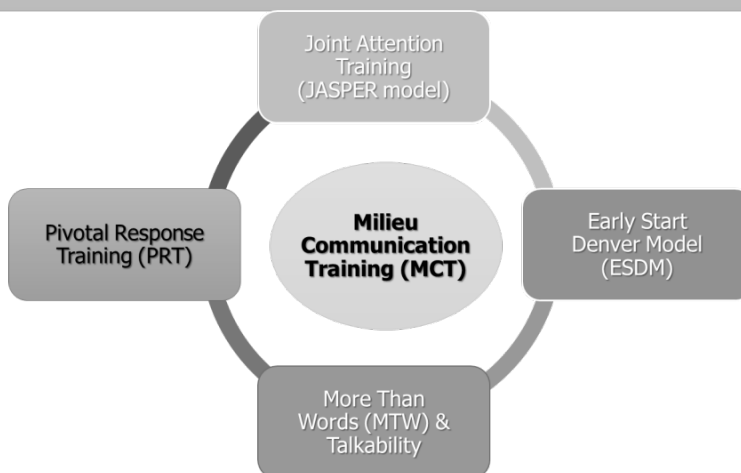 Joint Attention
Training
(JASPER model)
Pivotal Response
Training (PRT)
Milieu
Communication
Training (MCT)
Early Start
Denver Model
(ESDM)
More Than
Words (MTW) &
Talkability